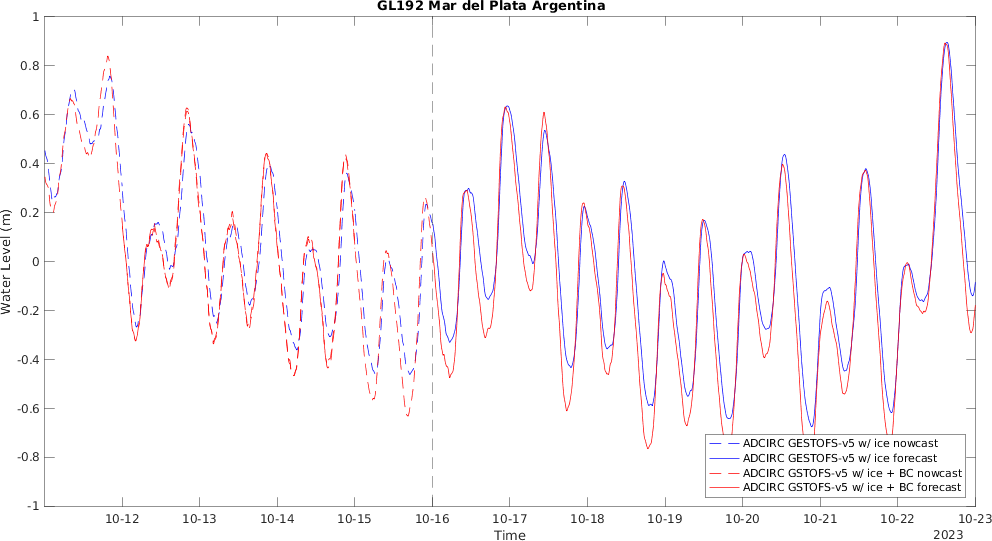 GL192 Mar del Plata Argentina
1
0.8
0.6
0.4
0.2
0
-0.2
-0.4
-0.6
-0.8
-1
Water Level (m)
ADCIRC GESTOFS-v5 w/ ice nowcast
ADCIRC GESTOFS-v5 w/ ice forecast
ADCIRC GSTOFS-v5 w/ ice + BC nowcast
ADCIRC GSTOFS-v5 w/ ice + BC forecast
10-12 10-13 10-14 10-15 10-16 10-17 10-18 10-19 10-20 10-21 10-22 10-23
Time
2023